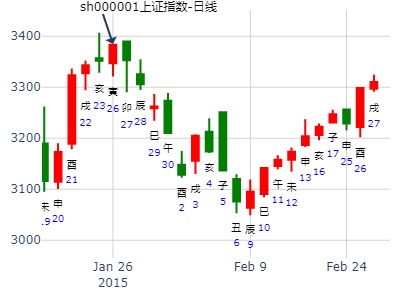 sh000001上证指数-日线
3400
3300
3200
3100
3000
未
19
申
20
酉
21
戌
22
亥
23
寅
26
卯
27
辰
28
巳
29
午
30
酉
2
戌
3
亥
4
子
5
丑
6
辰
9
巳
10
午
11
未
12
申
13
亥
16
子
17
申
25
酉
26
戌
27
Jan 26
2015
Feb 9
Feb 24